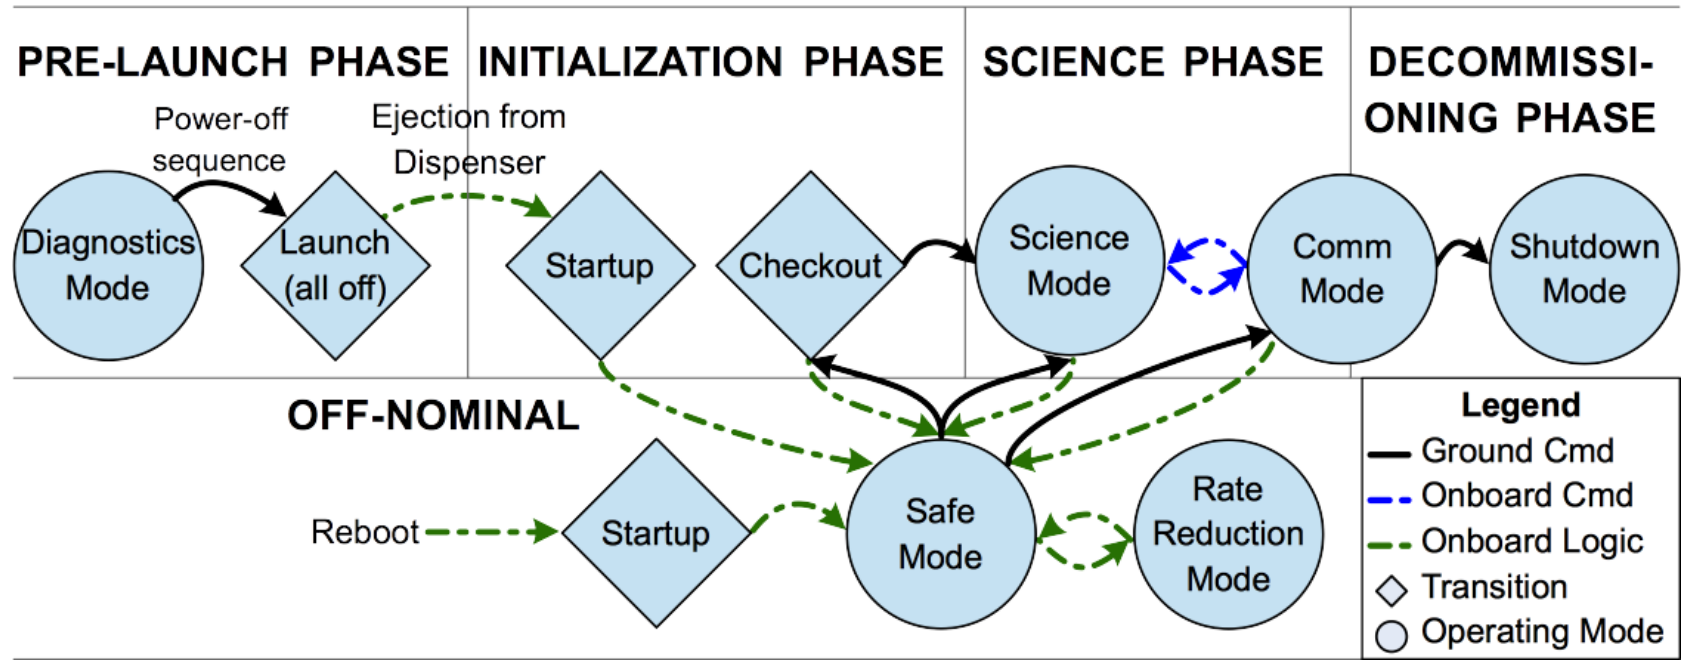 PRE-LAUNCH PHASE
INITIALIZATION PHASE
SCIENCE PHASE
DECOMMISSI-
ONING PHASE
Power-off
sequence
Ejection from
Dispenser
Diagnostics
Mode
Launch
(all off)
Startup
Checkout
Science
Mode
Comm
Mode
Shutdown
Mode
OFF-NOMINAL
Reboot
Startup
Safe
Mode
Rate
Reduction
Mode
Legend
Ground Cmd
Onboard Cmd
Onboard Logic
Transition
Operating Mode